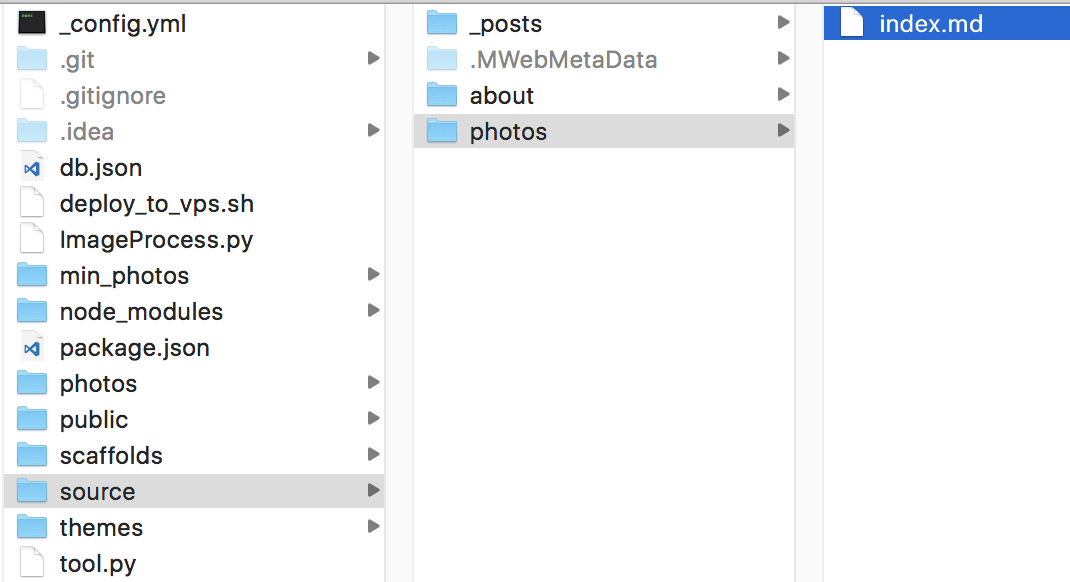 _config.yml
.git
.gitignore
.idea
db.json
deploy_to_vps.sh
ImageProcess.py
min_photos
node_modules
package.json
photos
public
scaffolds
source
themes
tool.py
_posts
.MWebMetaData
about
photos
index.md